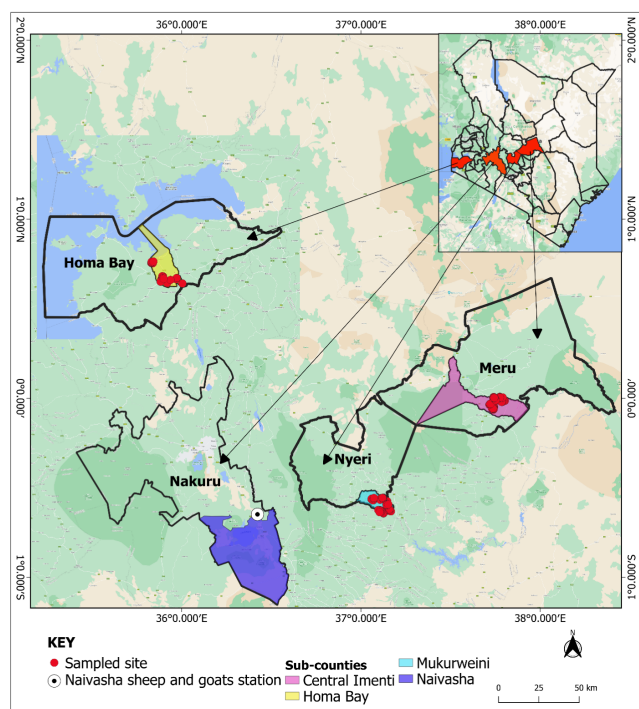 36°0.000'E 37°0.000'E 38°0.000'E
2°0.000'N
2°0.000'N
1°0.000'N
1°0.000'N
Homa Bay
Meru
0°0.000'
0°0.000'
Nyeri
Nakuru
1°0.000'S
1°0.000'S
36°0.000'E 37°0.000'E 38°0.000'E
KEY
Sampled site
Naivasha sheep and goats station
Sub-counties
Central Imenti
Homa Bay
Mukurweini
Naivasha
N
0 25 50 km